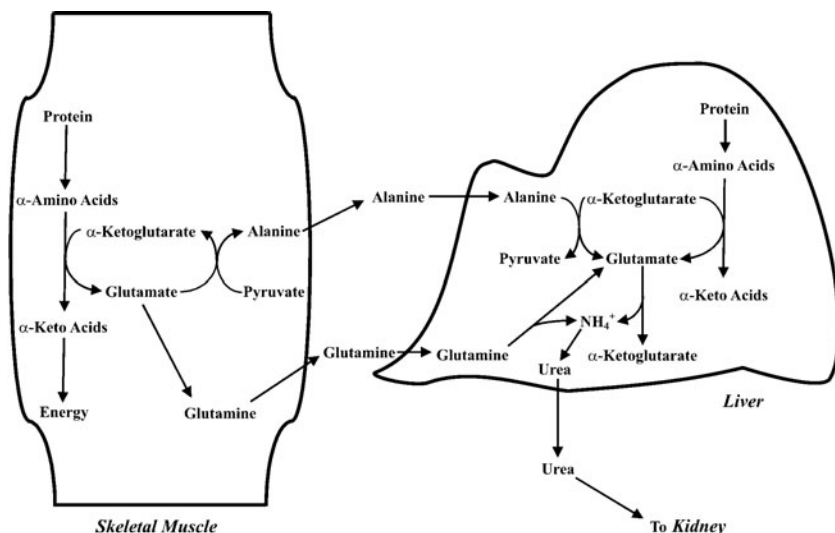 Protein
α-Amino Acids
α-Ketoglutarate
Alanine
Glutamate
Pyruvate
α-Keto Acids
Energy
Glutamine
Skeletal Muscle
Alanine
Glutamine
Protein
α-Amino Acids
Alanine
α-Ketoglutarate
Pyruvate
Glutamate
α-Keto Acids
NH₄⁺
Glutamine
α-Ketoglutarate
Urea
Liver
Urea
To Kidney